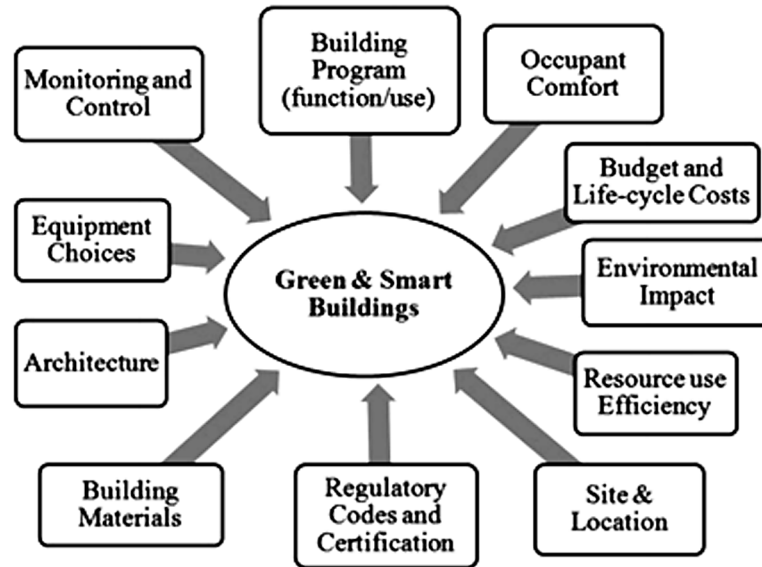 Building
Program
(function/use)
Occupant
Comfort
Monitoring and
Control
Budget and
Life-cycle Costs
Equipment
Choices
Green & Smart
Buildings
Environmental
Impact
Architecture
Resource use
Efficiency
Building
Materials
Regulatory
Codes and
Certification
Site &
Location